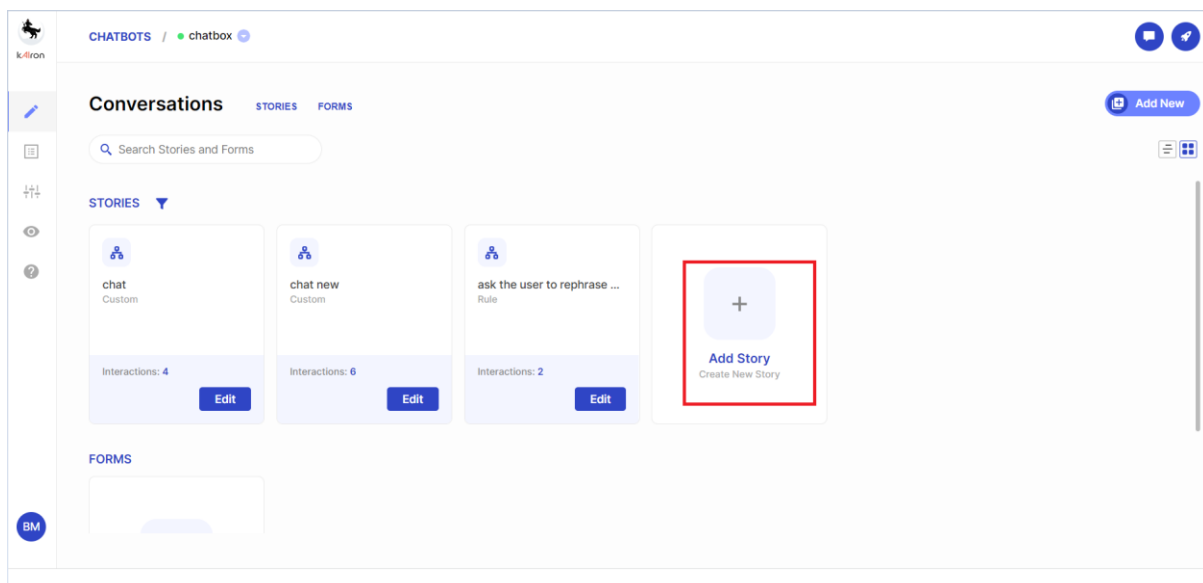 kAIron
CHATBOTS / chatbox
Conversations STORIES FORMS
Add New
Search Stories and Forms
STORIES
chat
Custom
Interactions: 4
Edit
chat new
Custom
Interactions: 6
Edit
ask the user to rephrase ...
Rule
Interactions: 2
Edit
+
Add Story
Create New Story
FORMS
BM